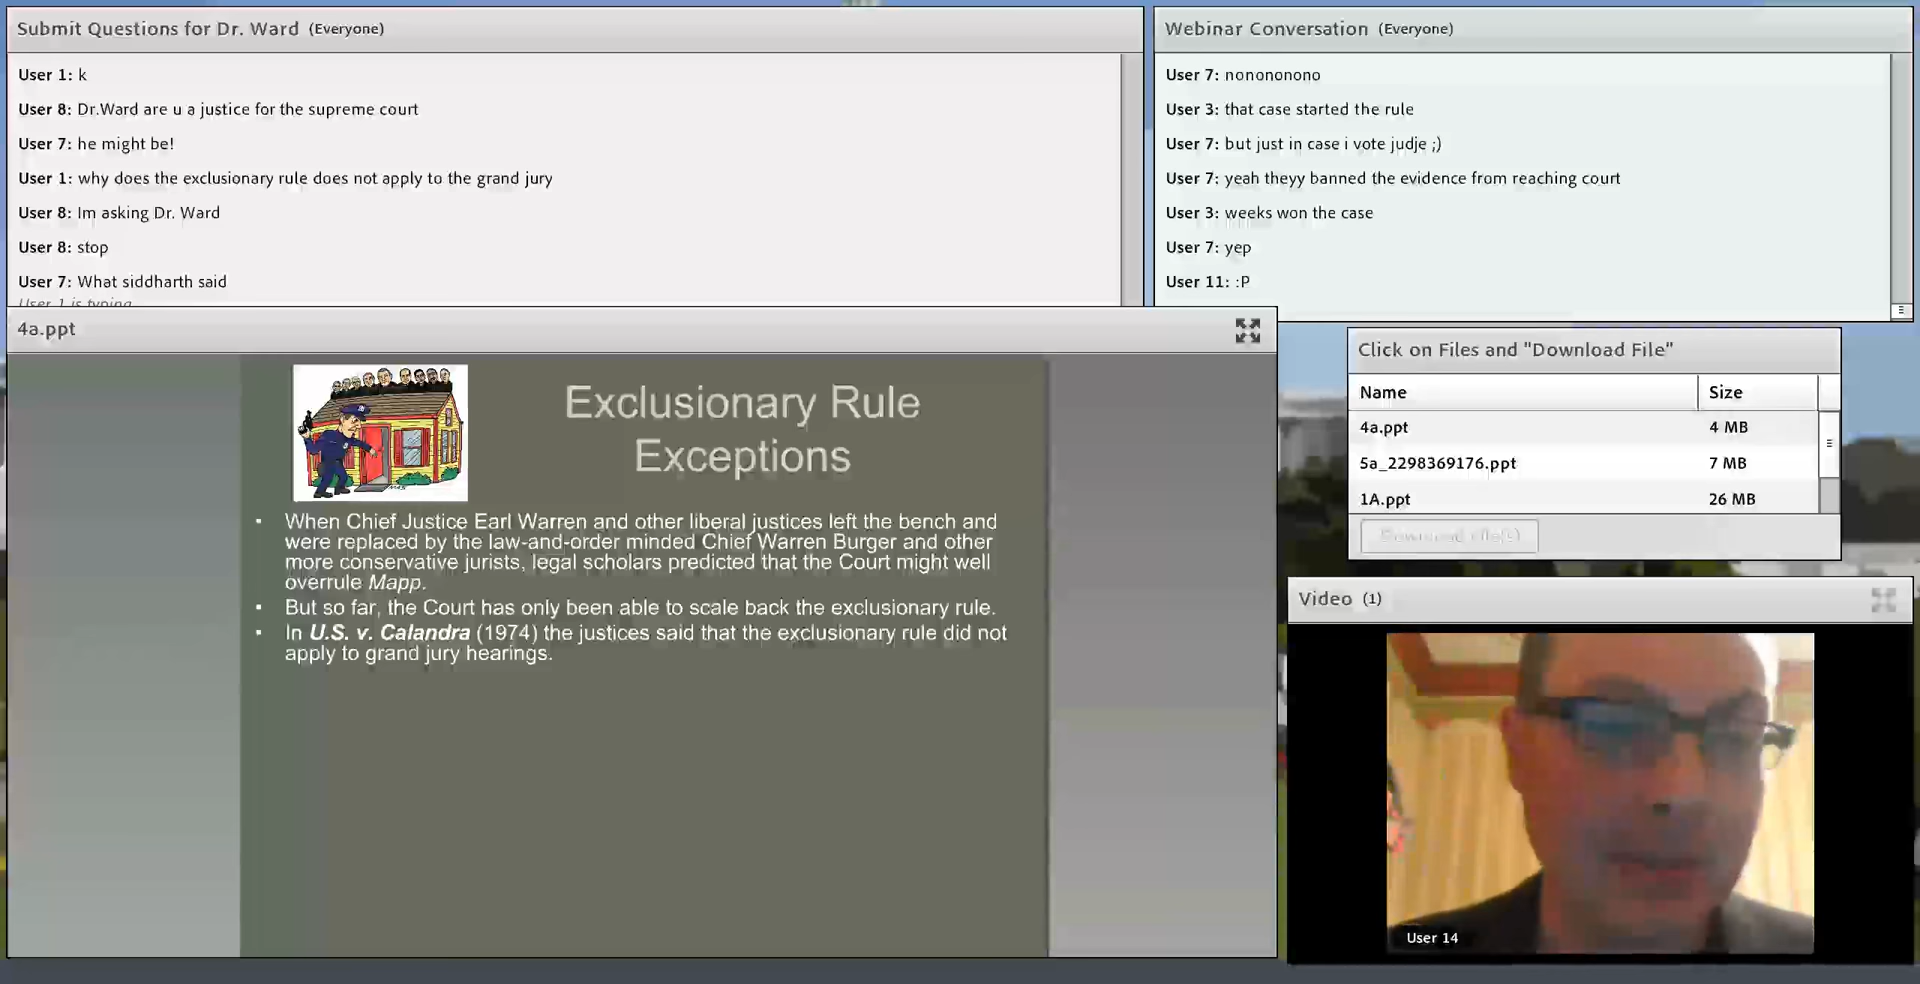 Submit Questions for Dr. Ward (Everyone)
User 1: k
User 8: Dr.Ward are u a justice for the supreme court
User 7: he might be!
User 1: why does the exclusionary rule does not apply to the grand jury
User 8: Im asking Dr. Ward
User 8: stop
User 7: What siddharth said
User 1 is typing
Webinar Conversation (Everyone)
User 7: nonononono
User 3: that case started the rule
User 7: but just in case i vote judje ;)
User 7: yeah theyy banned the evidence from reaching court
User 3: weeks won the case
User 7: yep
User 11: :P
4a.ppt
Exclusionary Rule
Exceptions
▪ When Chief Justice Earl Warren and other liberal justices left the bench and
were replaced by the law-and-order minded Chief Warren Burger and other
more conservative jurists, legal scholars predicted that the Court might well
overrule Mapp.
▪ But so far, the Court has only been able to scale back the exclusionary rule.
▪ In U.S. v. Calandra (1974) the justices said that the exclusionary rule did not
apply to grand jury hearings.
Click on Files and "Download File"
Name Size
4a.ppt 4 MB
5a_2298369176.ppt 7 MB
1A.ppt 26 MB
Download File(s)
Video (1)
User 14